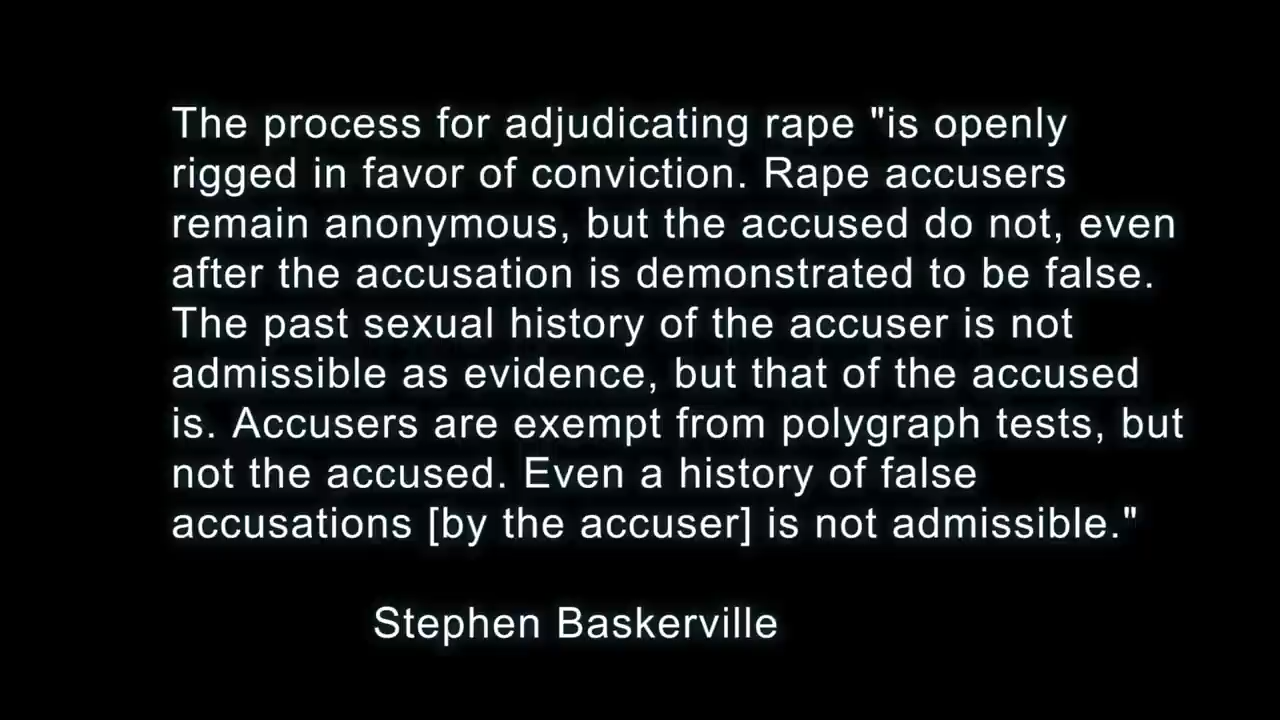 The process for adjudicating rape "is openly
rigged in favor of conviction. Rape accusers
remain anonymous, but the accused do not, even
after the accusation is demonstrated to be false.
The past sexual history of the accuser is not
admissible as evidence, but that of the accused
is. Accusers are exempt from polygraph tests, but
not the accused. Even a history of false
accusations [by the accuser] is not admissible."
Stephen Baskerville